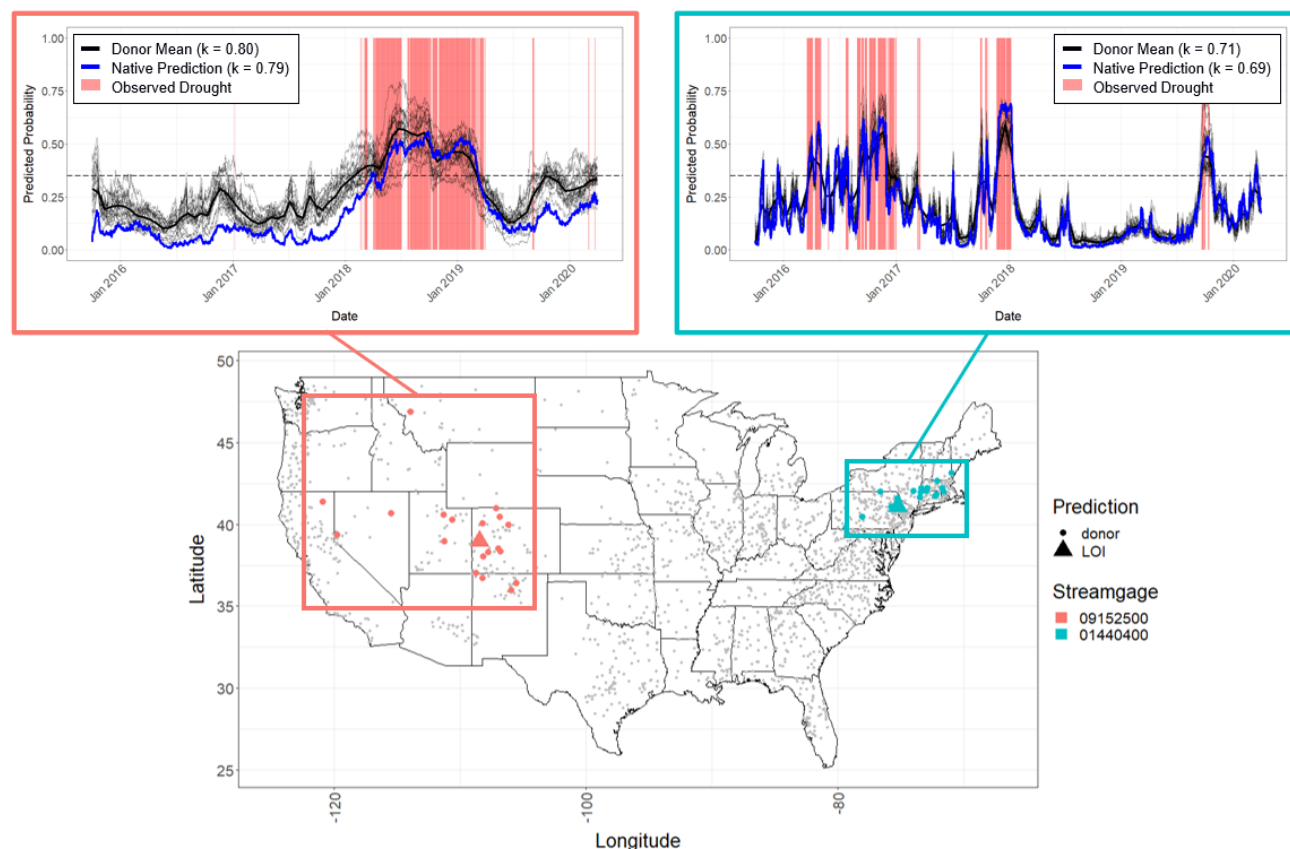 1.00
0.75
0.50
0.25
0.00
Predicted Probability
Donor Mean (k = 0.80)
Native Prediction (k = 0.79)
Observed Drought
Jan 2016
Jan 2017
Jan 2018
Jan 2019
Jan 2020
Date
1.00
0.75
0.50
0.25
0.00
Predicted Probability
Donor Mean (k = 0.71)
Native Prediction (k = 0.69)
Observed Drought
Jan 2016
Jan 2017
Jan 2018
Jan 2019
Jan 2020
Date
50
45
40
35
30
25
Latitude
-120
-100
-80
Longitude
Prediction
donor
LOI
Streamgage
09152500
01440400